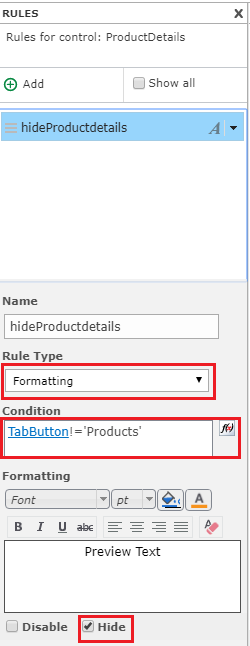 RULES
Rules for control: ProductDetails
Add
Show all
hideProductdetails
A
Name
hideProductdetails
Rule Type
Formatting
Condition
TabButton!='Products'
f(x)
Formatting
Font pt A
B I U abc
Preview Text
Disable
Hide